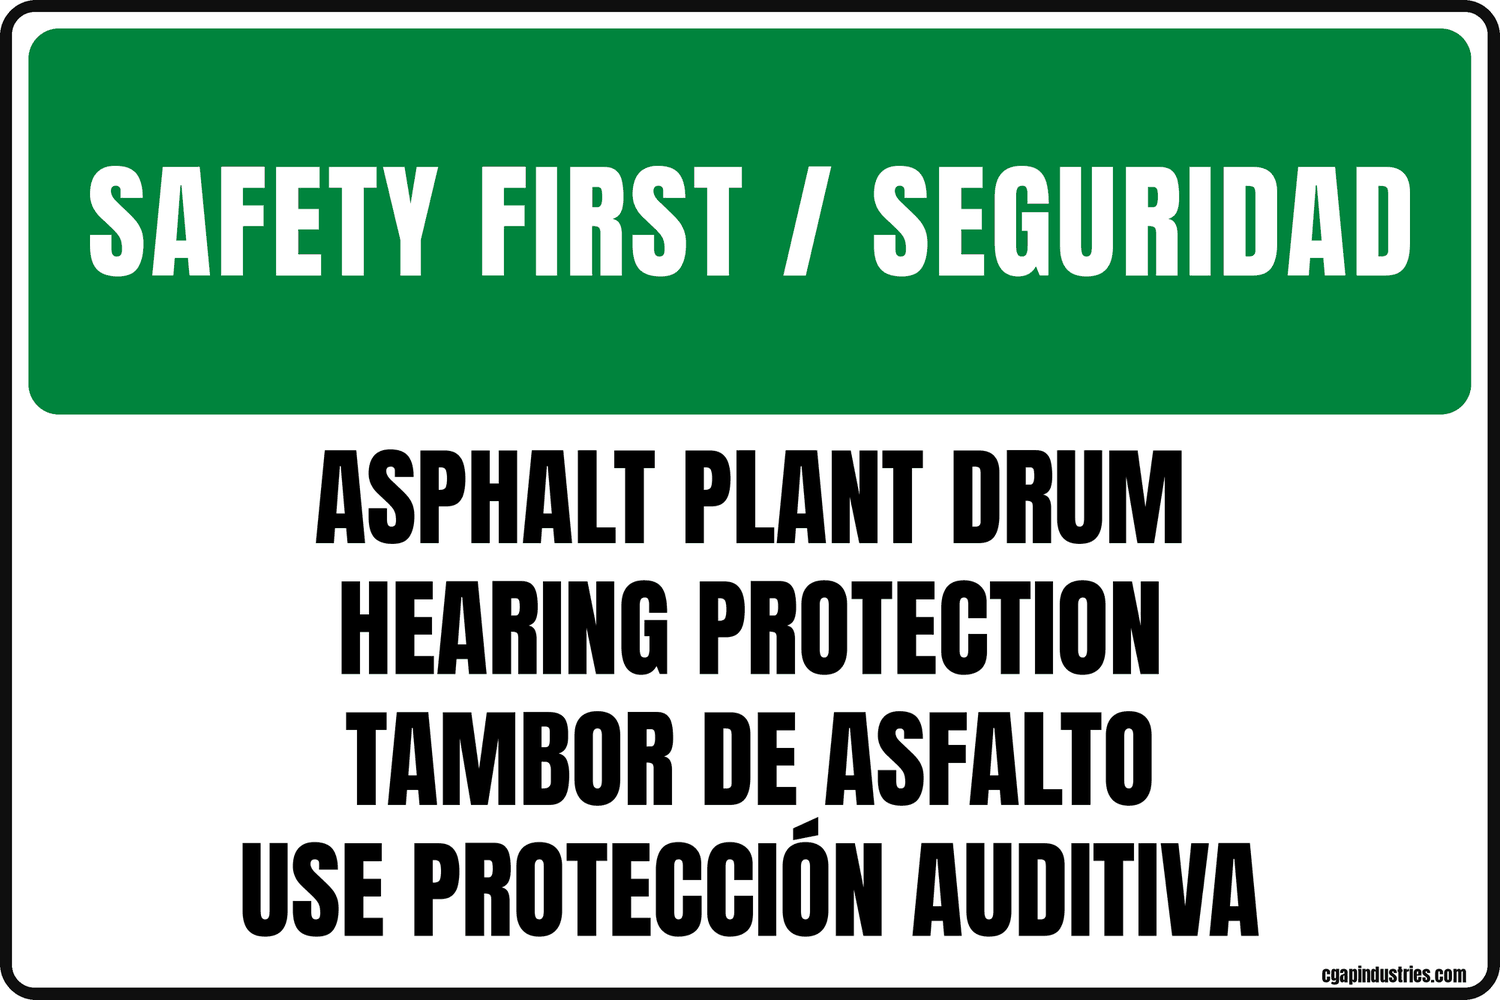 SAFETY FIRST / SEGURIDAD
ASPHALT PLANT DRUM
HEARING PROTECTION
TAMBOR DE ASFALTO
USE PROTECCIÓN AUDITIVA
cgapindustries.com